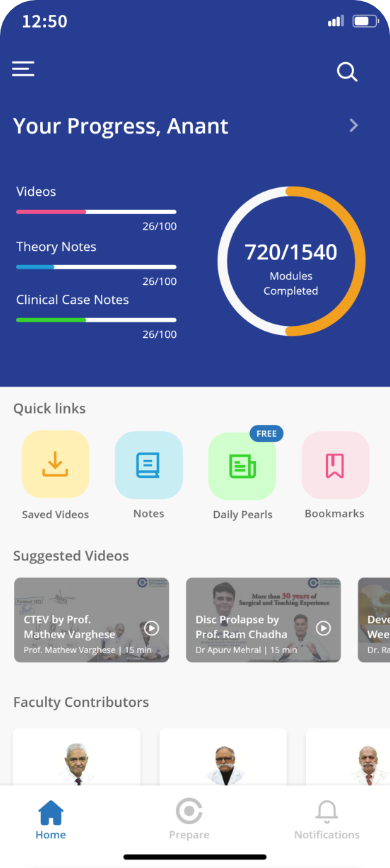 12:50
Your Progress, Anant
Videos
26/100
Theory Notes
26/100
Clinical Case Notes
26/100
720/1540
Modules
Completed
Quick links
FREE
Saved Videos
Notes
Daily Pearls
Bookmarks
Suggested Videos
CTEV by Prof.
Mathew Varghese
Prof. Mathew Varghese | 15 min
More than 50 years of
Surgical and Teaching Experience
Disc Prolapse by
Prof. Ram Chadha
Dr Apurv Mehral | 15 min
Deve
Wee
Dr. Ra
Faculty Contributors
Home
Prepare
Notifications